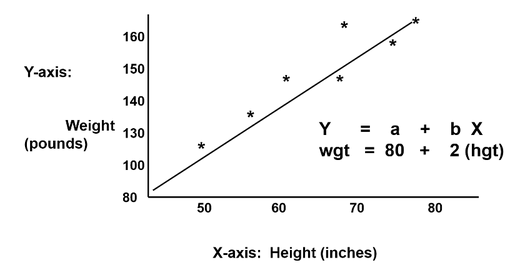 160
Y-axis:
150
140
Weight
(pounds)
130
100
80
Y = a + b X
wgt = 80 + 2 (hgt)
50 60 70 80
X-axis: Height (inches)